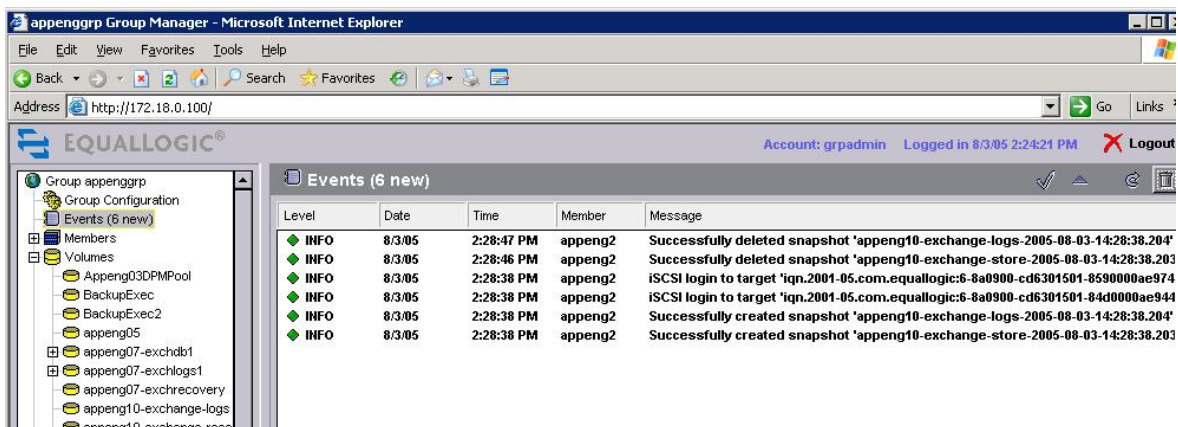 appenggrp Group Manager - Microsoft Internet Explorer
File Edit View Favorites Tools Help
Back Search Favorites
Address http://172.18.0.100/ Go Links
EQUALLOGIC® Account: grpadmin Logged in 8/3/05 2:24:21 PM Logout
Group appenggrp
Group Configuration
Events (6 new)
Members
Volumes
Appeng03DPMPool
BackupExec
BackupExec2
appeng05
appeng07-exchdb1
appeng07-exchlogs1
appeng07-exchrecovery
appeng10-exchange-logs
Events (6 new)
Level Date Time Member Message
INFO 8/3/05 2:28:47 PM appeng2 Successfully deleted snapshot 'appeng10-exchange-logs-2005-08-03-14:28:38.204'
INFO 8/3/05 2:28:46 PM appeng2 Successfully deleted snapshot 'appeng10-exchange-store-2005-08-03-14:28:38.203
INFO 8/3/05 2:28:38 PM appeng2 iSCSI login to target 'iqn.2001-05.com.equallogic:6-8a0900-cd6301501-8590000ae974
INFO 8/3/05 2:28:38 PM appeng2 iSCSI login to target 'iqn.2001-05.com.equallogic:6-8a0900-cd6301501-84d0000ae944
INFO 8/3/05 2:28:38 PM appeng2 Successfully created snapshot 'appeng10-exchange-logs-2005-08-03-14:28:38.204'
INFO 8/3/05 2:28:38 PM appeng2 Successfully created snapshot 'appeng10-exchange-store-2005-08-03-14:28:38.203